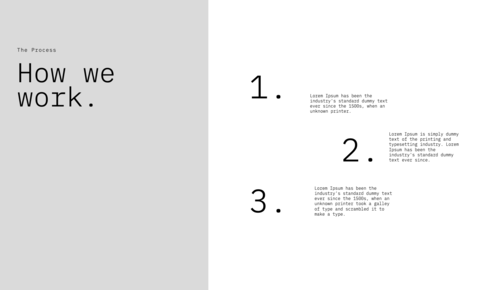 The Process
How we
work.
1.
Lorem Ipsum has been the
industry's standard dummy text
ever since the 1500s, when an
unknown printer.
2.
Lorem Ipsum is simply dummy
text of the printing and
typesetting industry. Lorem
Ipsum has been the
industry's standard dummy
text ever since.
3.
Lorem Ipsum has been the
industry's standard dummy text
ever since the 1500s, when an
unknown printer took a galley
of type and scrambled it to
make a type.